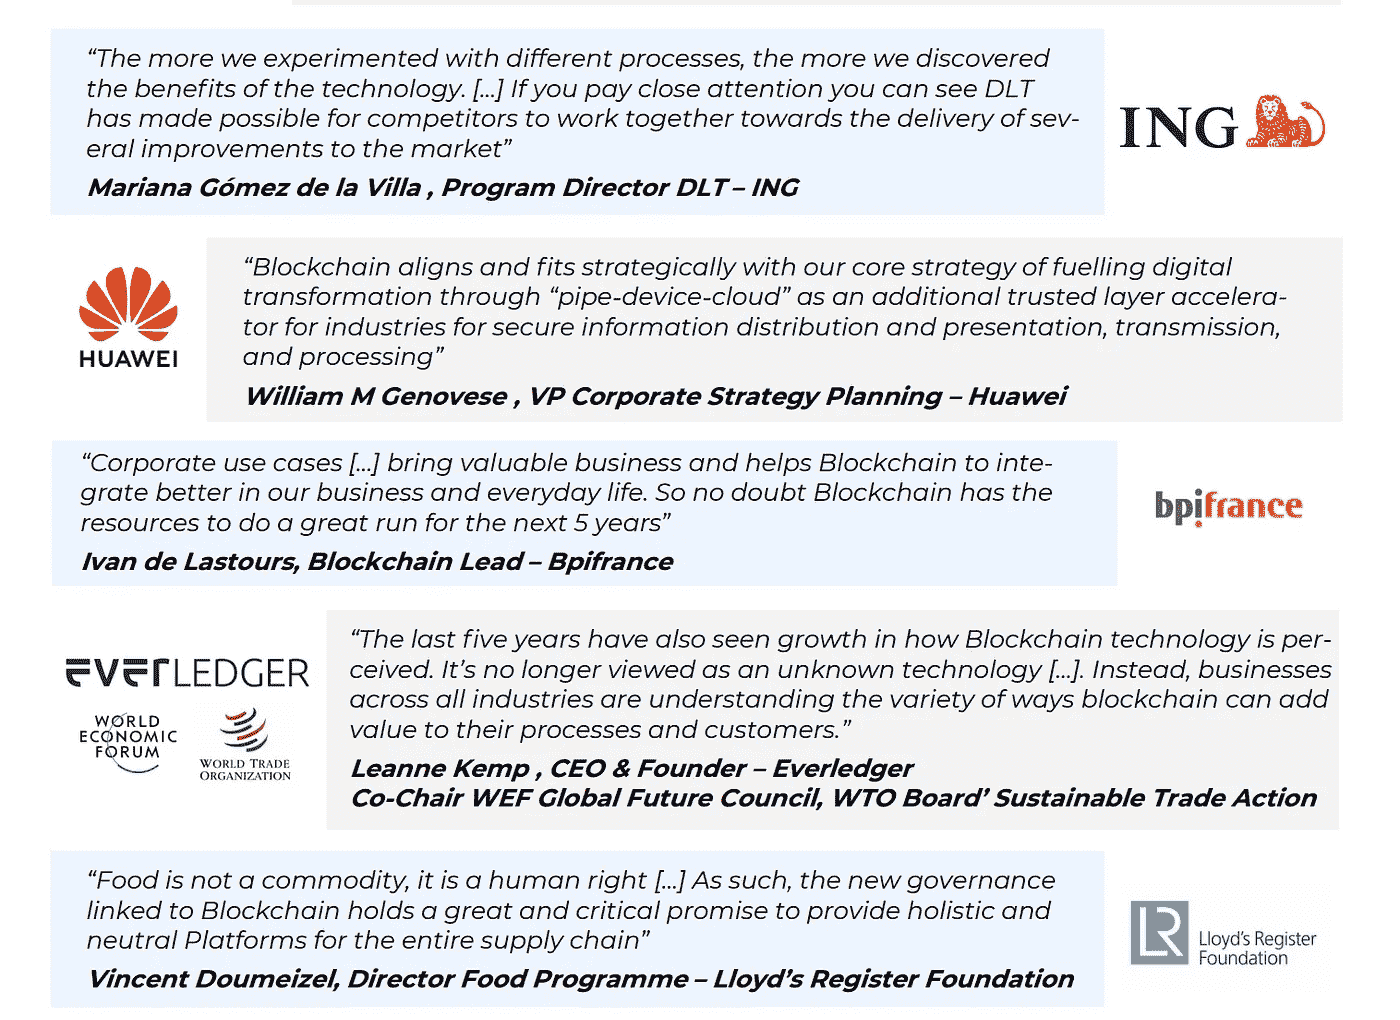 “The more we experimented with different processes, the more we discovered
the benefits of the technology. [...] If you pay close attention you can see DLT
has made possible for competitors to work together towards the delivery of sev-
eral improvements to the market”
Mariana Gómez de la Villa , Program Director DLT – ING
ING
HUAWEI
“Blockchain aligns and fits strategically with our core strategy of fuelling digital
transformation through “pipe-device-cloud” as an additional trusted layer accelera-
tor for industries for secure information distribution and presentation, transmission,
and processing”
William M Genovese , VP Corporate Strategy Planning – Huawei
“Corporate use cases [...] bring valuable business and helps Blockchain to inte-
grate better in our business and everyday life. So no doubt Blockchain has the
resources to do a great run for the next 5 years”
Ivan de Lastours, Blockchain Lead – Bpifrance
bpifrance
EVERLEDGER
WORLD
ECONOMIC
FORUM
WORLD TRADE
ORGANIZATION
“The last five years have also seen growth in how Blockchain technology is per-
ceived. It’s no longer viewed as an unknown technology [...]. Instead, businesses
across all industries are understanding the variety of ways blockchain can add
value to their processes and customers.”
Leanne Kemp , CEO & Founder – Everledger
Co-Chair WEF Global Future Council, WTO Board’ Sustainable Trade Action
“Food is not a commodity, it is a human right [...] As such, the new governance
linked to Blockchain holds a great and critical promise to provide holistic and
neutral Platforms for the entire supply chain”
Vincent Doumeizel, Director Food Programme – Lloyd’s Register Foundation
LR
Lloyd’s Register
Foundation